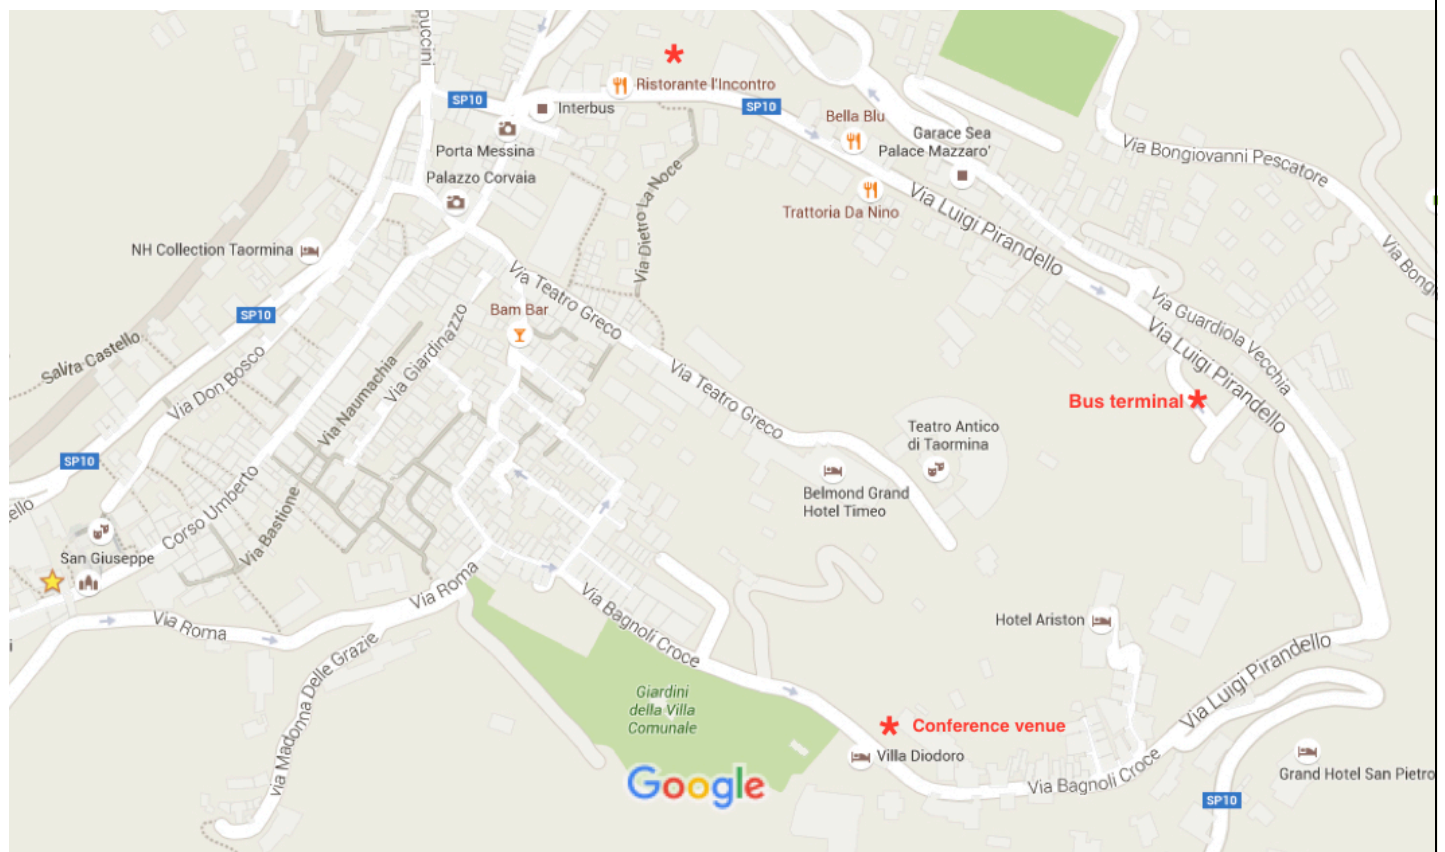 puccini
*
SP10
Ristorante l'Incontro
Interbus
SP10
Bella Blu
Garace Sea
Palace Mazzaro'
Porta Messina
Via Bongiovanni Pescatore
Palazzo Corvaia
Via Dietro La Noce
Trattoria Da Nino
Via Luigi Pirandello
NH Collection Taormina
Via Bongi
Via Teatro Greco
Bam Bar
SP10
Via Guardiola Vecchia
Via Luigi Pirandello
Salita Castello
Via Don Bosco
Via Naumachia
Via Giardinazzo
Via Teatro Greco
Bus terminal *
Teatro Antico
di Taormina
SP10
Belmond Grand
Hotel Timeo
ello
Corso Umberto
Via Bastione
San Giuseppe
Via Roma
Via Bagnoli Croce
Via Roma
Hotel Ariston
i
Via Madonna Delle Grazie
Via Luigi Pirandello
Giardini
della Villa
Comunale
* Conference venue
Villa Diodoro
Google
Via Bagnoli Croce
Grand Hotel San Pietro
SP10